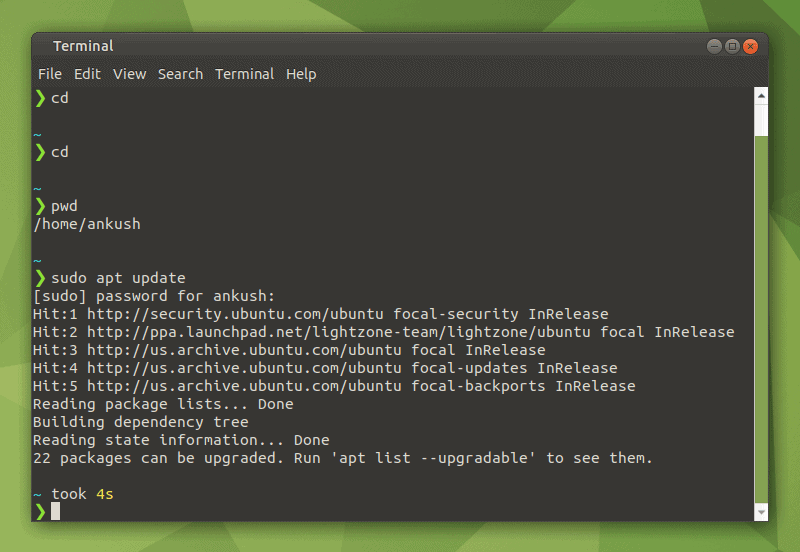 Terminal
File Edit View Search Terminal Help
❯ cd
~
❯ cd
~
❯ pwd
/home/ankush
~
❯ sudo apt update
[sudo] password for ankush:
Hit:1 http://security.ubuntu.com/ubuntu focal-security InRelease
Hit:2 http://ppa.launchpad.net/lightzone-team/lightzone/ubuntu focal InRelease
Hit:3 http://us.archive.ubuntu.com/ubuntu focal InRelease
Hit:4 http://us.archive.ubuntu.com/ubuntu focal-updates InRelease
Hit:5 http://us.archive.ubuntu.com/ubuntu focal-backports InRelease
Reading package lists... Done
Building dependency tree
Reading state information... Done
22 packages can be upgraded. Run 'apt list --upgradable' to see them.
~ took 4s
❯